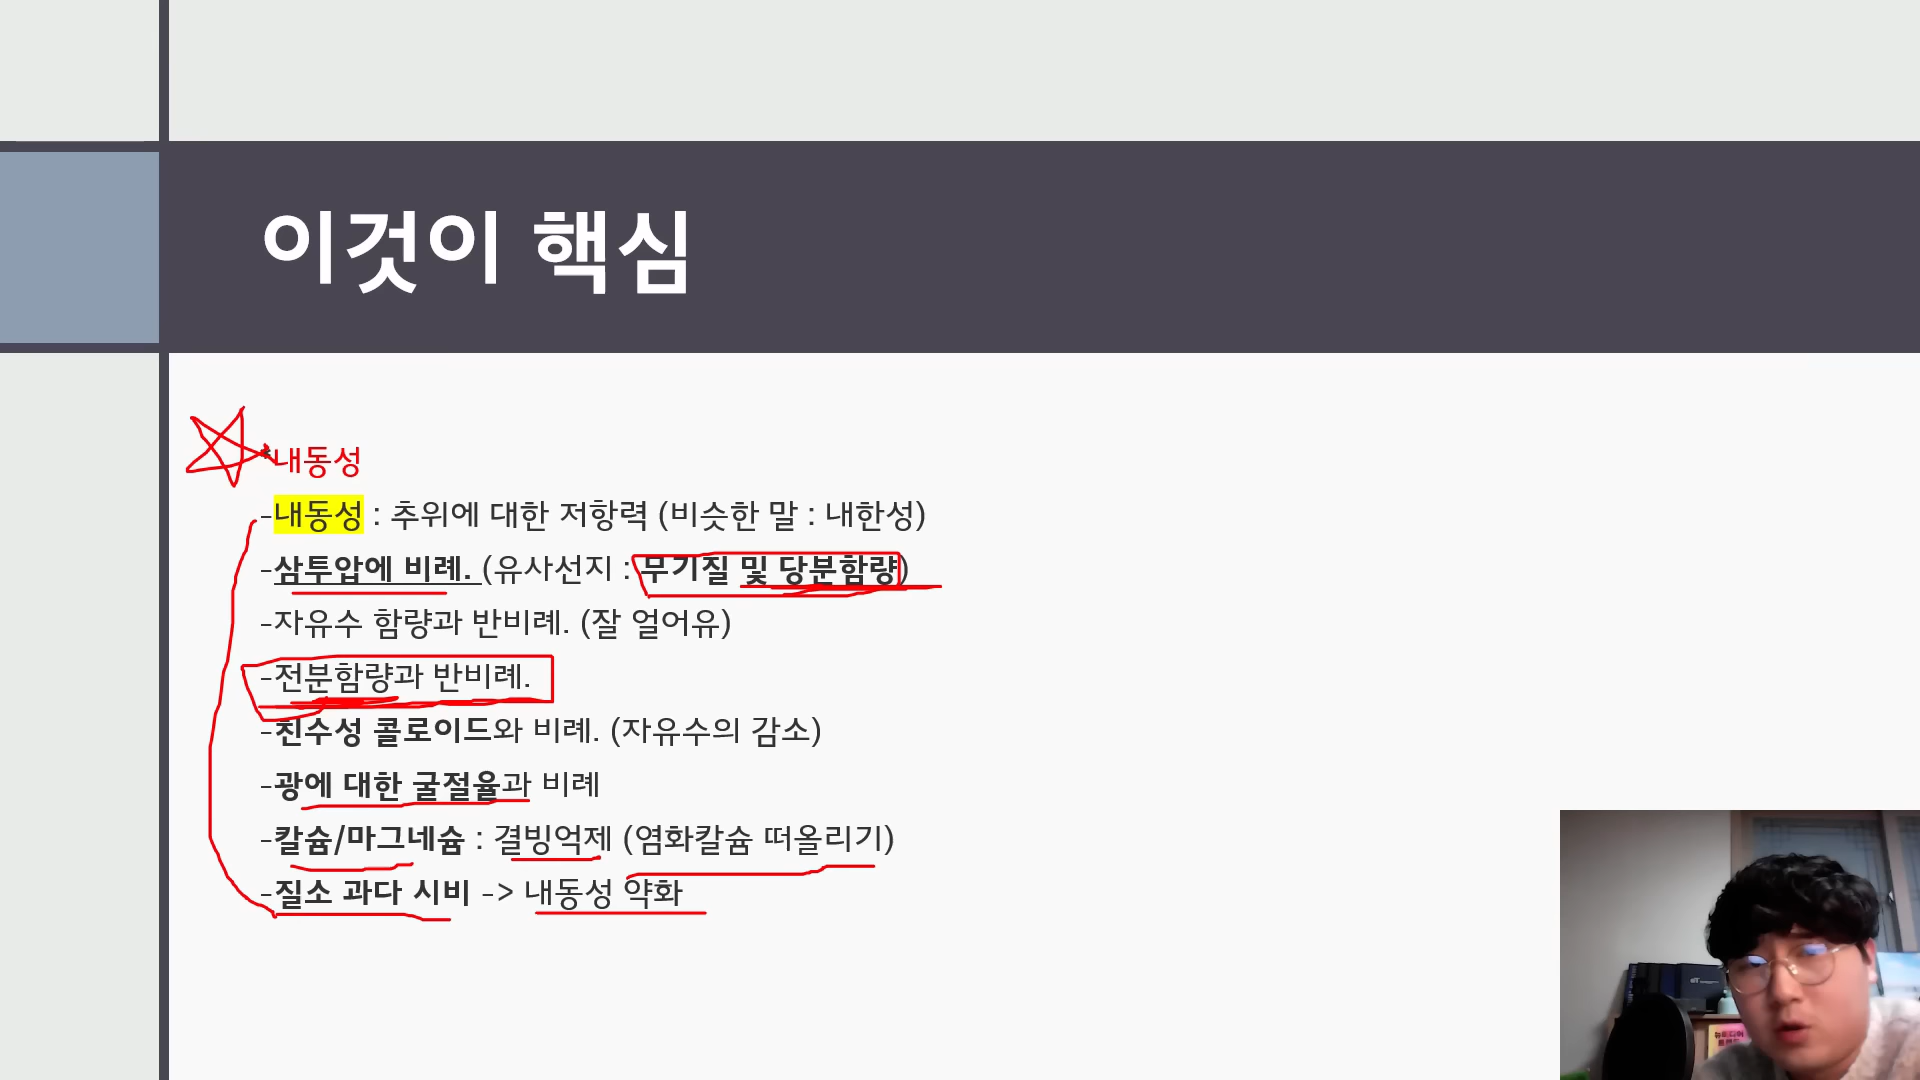 이것이 핵심
*내동성
-내동성 : 추위에 대한 저항력 (비슷한 말 : 내한성)
-삼투압에 비례. (유사선지 : 무기질 및 당분함량)
-자유수 함량과 반비례. (잘 얼어유)
-전분함량과 반비례.
-친수성 콜로이드와 비례. (자유수의 감소)
-광에 대한 굴절율과 비례
-칼슘/마그네슘 : 결빙억제 (염화칼슘 떠올리기)
-질소 과다 시비 -> 내동성 약화